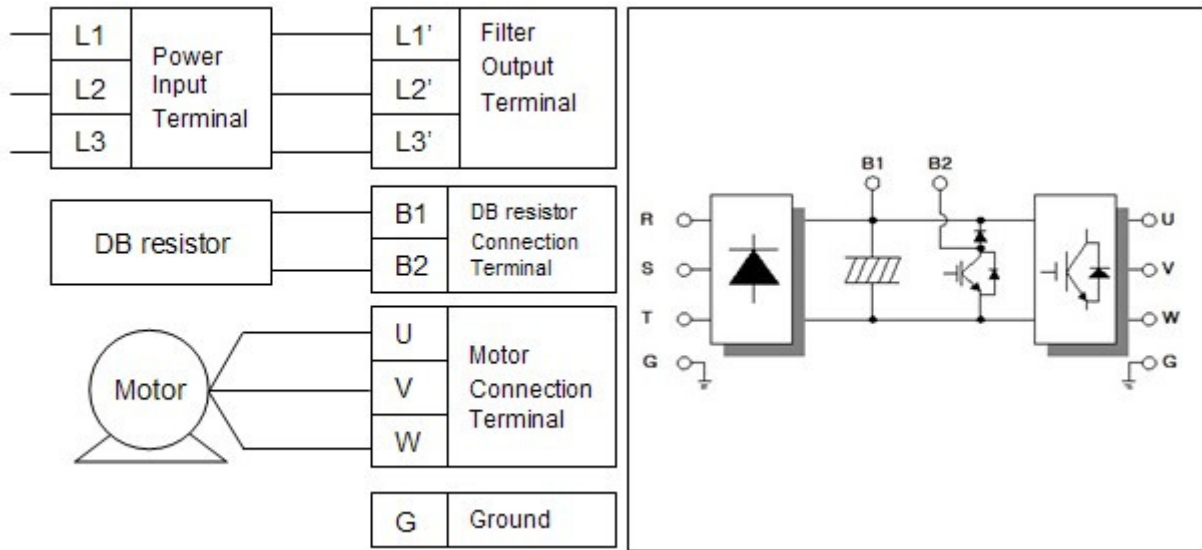 L1
L2
L3
Power
Input
Terminal
L1’
L2’
L3’
Filter
Output
Terminal
DB resistor
B1
B2
DB resistor
Connection
Terminal
Motor
U
V
W
Motor
Connection
Terminal
G
Ground
B1
B2
R
S
T
G
U
V
W
G